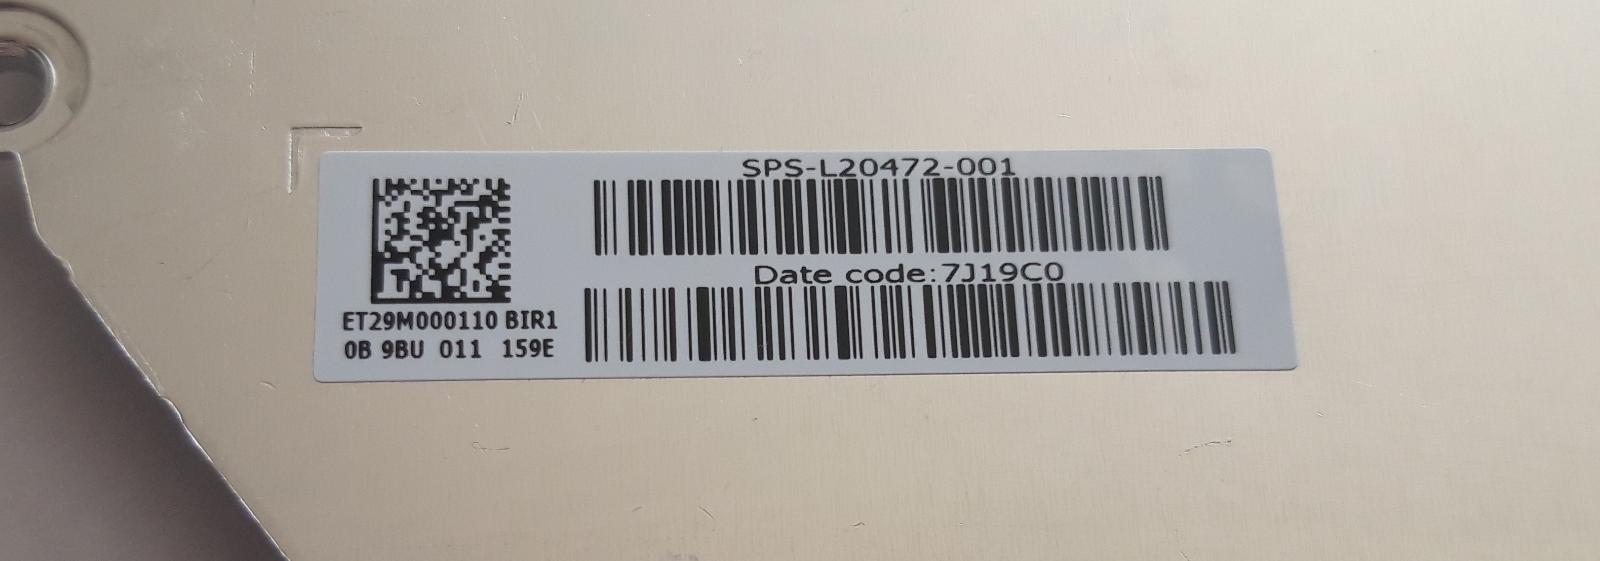 SPS-L20472-001
Date code:7J19C0
ET29M000110 BIR1
0B 9BU 011 159E